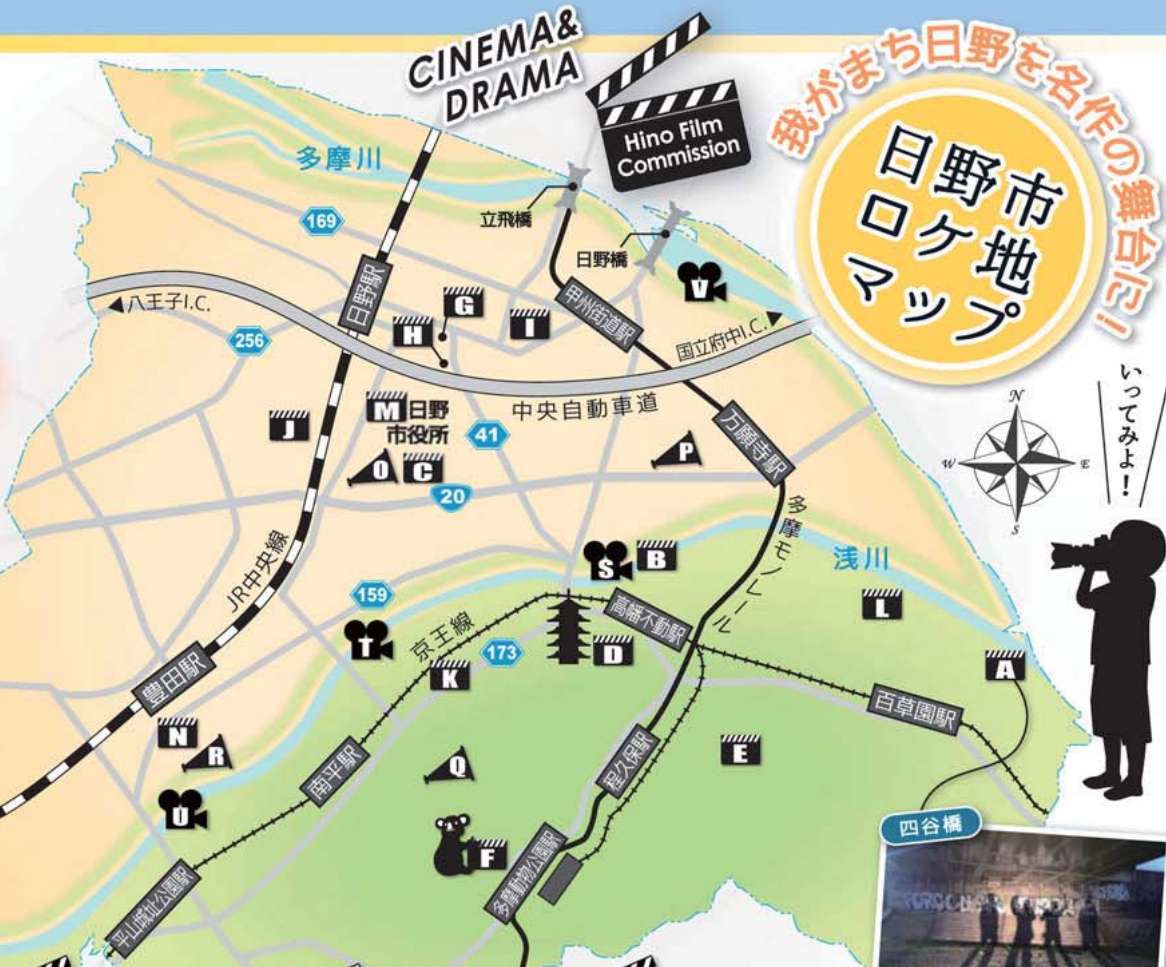 CINEMA&
DRAMA
Hino Film
Commission
我がまち日野を名作の舞台に!
日野市
ロケ地
マップ
いってみよ!
N
W
E
S
多摩川
169
立飛橋
日野橋
V
日野駅
◀八王子I.C.
G
H
I
甲州街道駅
国立府中I.C.▶
256
中央自動車道
J
M
日野
市役所
41
万願寺駅
P
O
C
20
多摩モノレール
JR中央線
浅川
S
B
159
L
T
京王線
高幡不動駅
173
D
K
A
豊田駅
百草園駅
N
R
南平駅
Q
程久保駅
E
U
四谷橋
F
多摩動物公園駅
平山城址公園駅